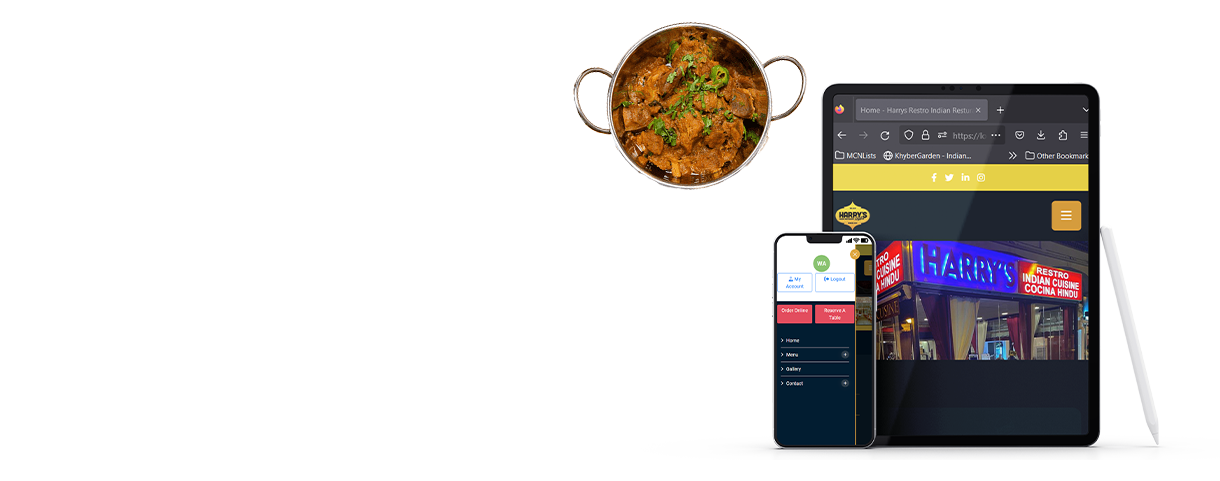 Home - Harrys Restro Indian Restu
https://k
MCNLists
KhyberGarden - Indian...
Other Bookmark
HARRY'S
HARRY'S
RESTRO
INDIAN CUISINE
COCINA HINDU
STRO
CUISINE
A HINDU
WA
My
Account
Logout
Order Online
Reserve A
Table
Home
Menu
Gallery
Contact